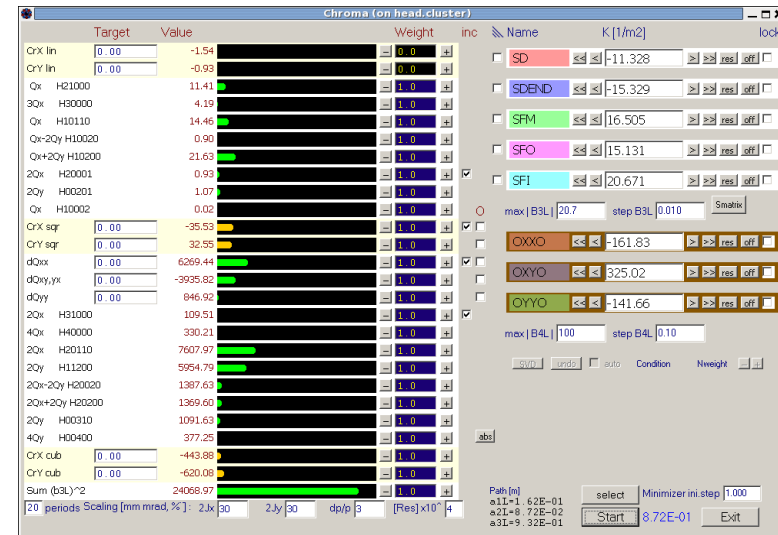 Chroma (on head.cluster)
Target Value Weight inc Name K [1/m2] lock
CrX lin 0.00 -1.54 - 0.0 +
CrY lin 0.00 -0.93 - 0.0 +
Qx H21000 11.41 - 1.0 +
3Qx H30000 4.19 - 1.0 +
Qx H10110 14.46 - 1.0 +
Qx-2Qy H10020 0.90 - 1.0 +
Qx+2Qy H10200 21.63 - 1.0 +
2Qx H20001 0.93 - 1.0 +
2Qy H00201 1.07 - 1.0 +
Qx H10002 0.02 - 1.0 +
CrX sqr 0.00 -35.53 - 1.0 +
CrY sqr 0.00 32.55 - 1.0 +
dQxx 0.00 6269.44 - 1.0 +
dQxy,yx 0.00 -3935.82 - 1.0 +
dQyy 0.00 846.92 - 1.0 +
2Qx H31000 109.51 - 1.0 +
4Qx H40000 330.21 - 1.0 +
2Qx H20110 7607.97 - 1.0 +
2Qy H11200 5954.79 - 1.0 +
2Qx-2Qy H20020 1387.63 - 1.0 +
2Qx+2Qy H20200 1369.60 - 1.0 +
2Qy H00310 1091.63 - 1.0 +
4Qy H00400 377.25 - 1.0 +
CrX cub 0.00 -443.88 - 1.0 +
CrY cub 0.00 -620.08 - 1.0 +
Sum (b3L)^2 24068.97 - 1.0 +
20 periods Scaling [mm mrad, %]: 2Jx 30 2Jy 30 dp/p 3 [Res] x10^ 4
O
abs
SD << < -11.328 > >> res off
SDEND << < -15.329 > >> res off
SFM << < 16.505 > >> res off
SFO << < 15.131 > >> res off
SFI << < 20.671 > >> res off
max |B3L| 20.7 step B3L 0.010 Smatrix
OXXO << < -161.83 > >> res off
OXYO << < 325.02 > >> res off
OYYO << < -141.66 > >> res off
max |B4L| 100 step B4L 0.10
SVD undo auto Condition Nweight - +
Path [m]
a1L=1.62E-01
a2L=8.72E-02
a3L=9.32E-01
select Minimizer ini.step 1.000
Start 8.72E-01 Exit